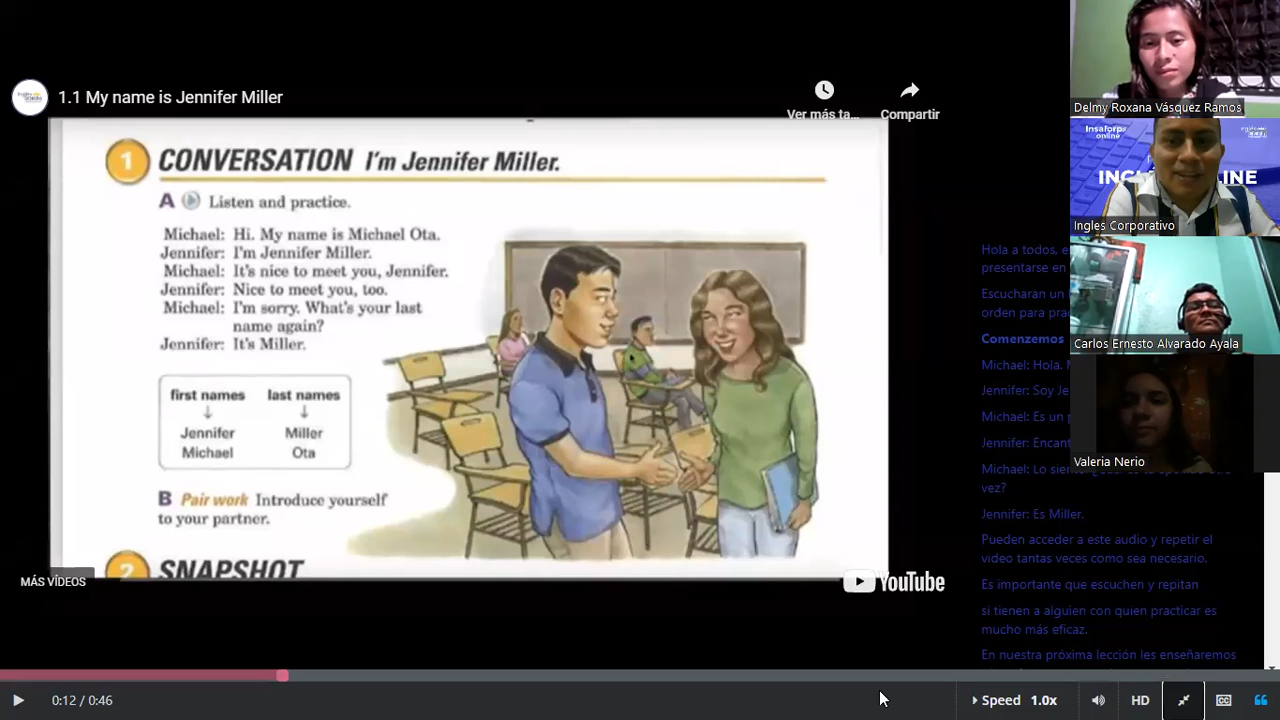 1.1 My name is Jennifer Miller
Ver más ta...
Compartir
1 CONVERSATION I'm Jennifer Miller.
A Listen and practice.
Michael: Hi. My name is Michael Ota.
Jennifer: I'm Jennifer Miller.
Michael: It's nice to meet you, Jennifer.
Jennifer: Nice to meet you, too.
Michael: I'm sorry. What's your last
name again?
Jennifer: It's Miller.
first names last names
Jennifer Miller
Michael Ota
B Pair work Introduce yourself
to your partner.
2 SNAPSHOT
MÁS VÍDEOS
YouTube
Delmy Roxana Vásquez Ramos
Insaforp
online
Ingles Corporativo
Carlos Ernesto Alvarado Ayala
Valeria Nerio
Hola a todos, e
presentarse en
Escucharan un
orden para pra
Comenzemos
Michael: Hola.
Jennifer: Soy Je
Michael: Es un
Jennifer: Encant
vez?
Jennifer: Es Miller.
Pueden acceder a este audio y repetir el
video tantas veces como sea necesario.
Es importante que escuchen y repitan
si tienen a alguien con quien practicar es
mucho más eficaz.
En nuestra próxima lección les enseñaremos
0:12 / 0:46
Speed 1.0x
HD
CC